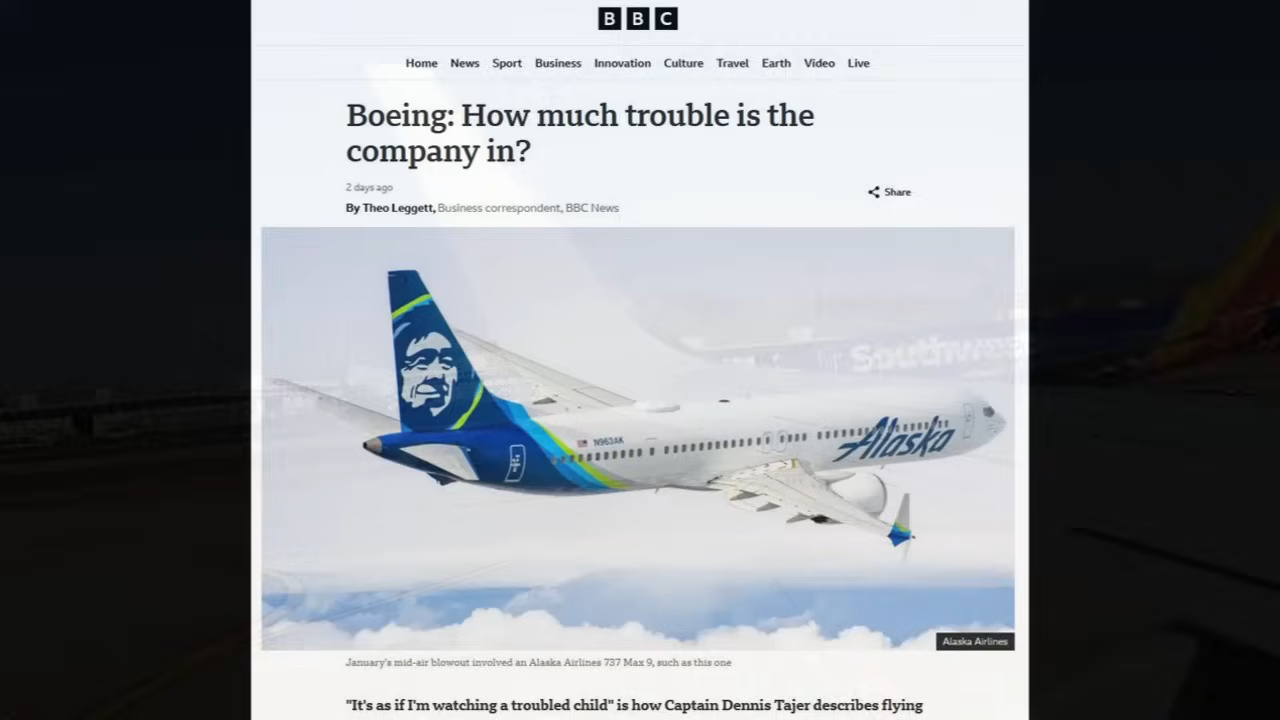 BBC
Home News Sport Business Innovation Culture Travel Earth Video Live
Boeing: How much trouble is the
company in?
2 days ago
Share
By Theo Leggett, Business correspondent, BBC News
N963AK
Alaska
Alaska Airlines
January's mid-air blowout involved an Alaska Airlines 737 Max 9, such as this one
"It's as if I'm watching a troubled child" is how Captain Dennis Tajer describes flying